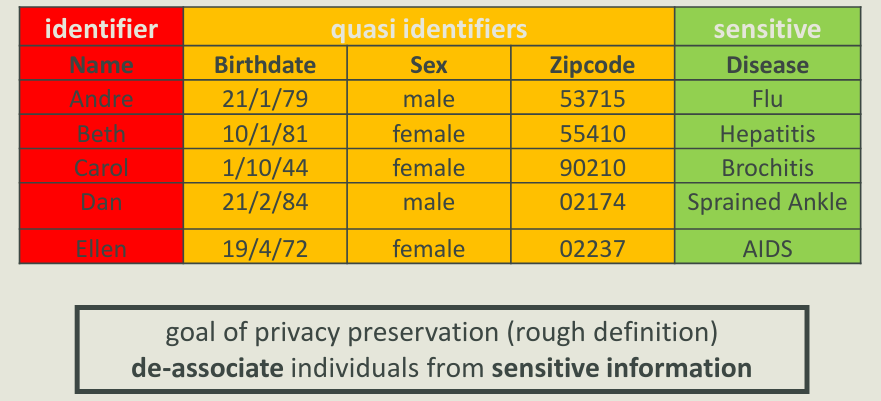 identifier quasi identifiers sensitive
Name Birthdate Sex Zipcode Disease
Andre 21/1/79 male 53715 Flu
Beth 10/1/81 female 55410 Hepatitis
Carol 1/10/44 female 90210 Brochitis
Dan 21/2/84 male 02174 Sprained Ankle
Ellen 19/4/72 female 02237 AIDS
goal of privacy preservation (rough definition)
de-associate individuals from sensitive information